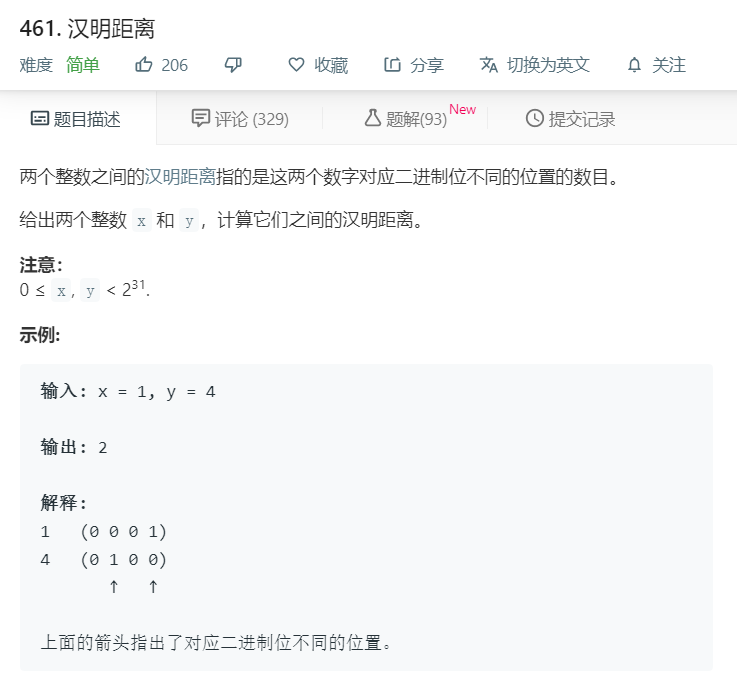 461. 汉明距离
难度 简单 206 收藏 分享 切换为英文 关注
题目描述 评论 (329) 题解(93) New 提交记录
两个整数之间的汉明距离指的是这两个数字对应二进制位不同的位置的数目。
给出两个整数 x 和 y，计算它们之间的汉明距离。
注意：
0 ≤ x, y < 2³¹.
示例:
输入: x = 1, y = 4
输出: 2
解释:
1 (0 0 0 1)
4 (0 1 0 0)
↑ ↑
上面的箭头指出了对应二进制位不同的位置。